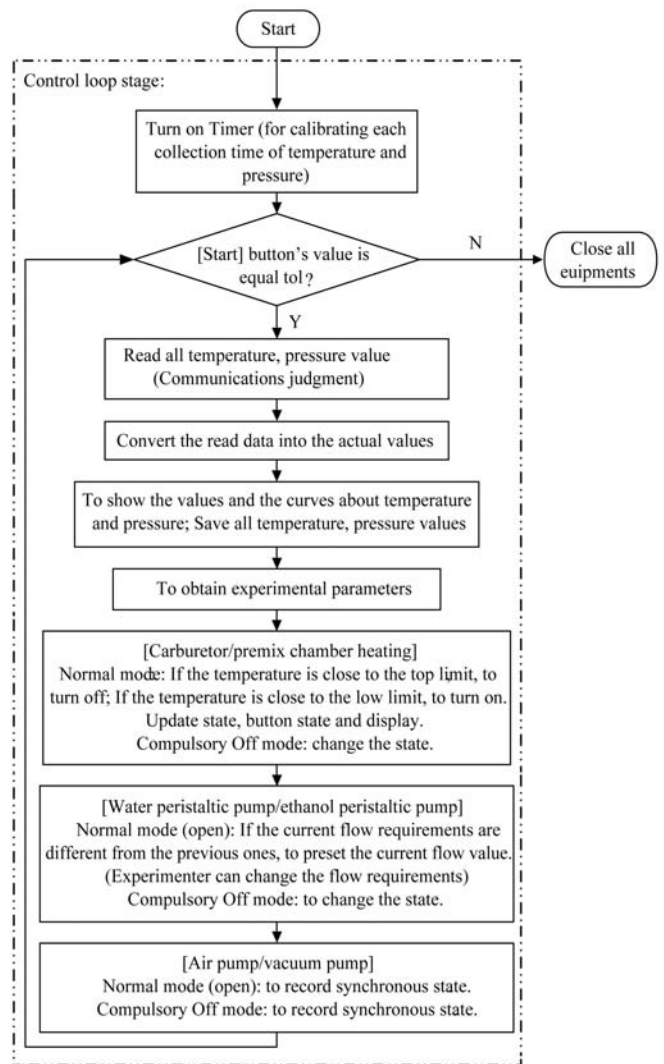 Start
Control loop stage:
Turn on Timer (for calibrating each
collection time of temperature and
pressure)
[Start] button's value is
equal tol?
N
Close all
euipments
Y
Read all temperature, pressure value
(Communications judgment)
Convert the read data into the actual values
To show the values and the curves about temperature
and pressure; Save all temperature, pressure values
To obtain experimental parameters
[Carburetor/premix chamber heating]
Normal mode: If the temperature is close to the top limit, to
turn off; If the temperature is close to the low limit, to turn on.
Update state, button state and display.
Compulsory Off mode: change the state.
[Water peristaltic pump/ethanol peristaltic pump]
Normal mode (open): If the current flow requirements are
different from the previous ones, to preset the current flow value.
(Experimenter can change the flow requirements)
Compulsory Off mode: to change the state.
[Air pump/vacuum pump]
Normal mode (open): to record synchronous state.
Compulsory Off mode: to record synchronous state.